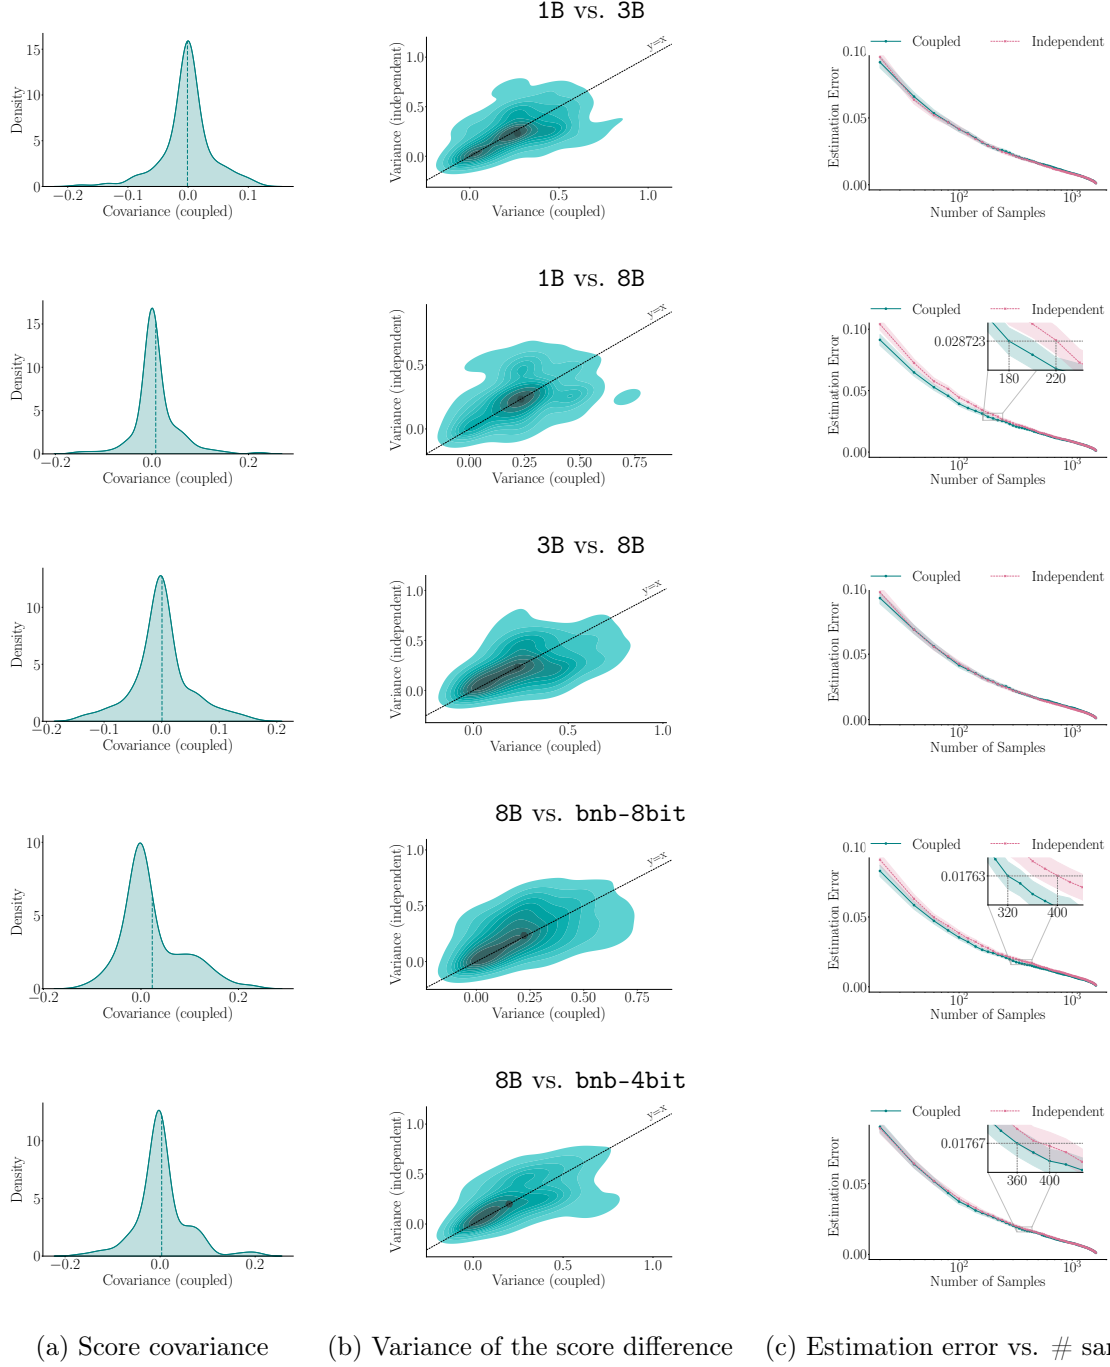 1B vs. 3B
15
10
5
0
Density
−0.2
−0.1
0.0
0.1
Covariance (coupled)
1.0
0.5
0.0
Variance (independent)
y=x
0.0
0.5
1.0
Variance (coupled)
Coupled
Independent
0.10
0.05
0.00
Estimation Error
10²
10³
Number of Samples
1B vs. 8B
15
10
5
0
Density
−0.2
0.0
0.2
Covariance (coupled)
1.0
0.5
0.0
Variance (independent)
y=x
0.00
0.25
0.50
0.75
Variance (coupled)
Coupled
Independent
0.10
0.05
0.00
Estimation Error
0.028723
180
220
10²
10³
Number of Samples
3B vs. 8B
10
5
0
Density
−0.2
−0.1
0.0
0.1
0.2
Covariance (coupled)
1.0
0.5
0.0
Variance (independent)
y=x
0.0
0.5
1.0
Variance (coupled)
Coupled
Independent
0.10
0.05
0.00
Estimation Error
10²
10³
Number of Samples
8B vs. bnb-8bit
10
5
0
Density
−0.2
0.0
0.2
Covariance (coupled)
1.0
0.5
0.0
Variance (independent)
y=x
0.00
0.25
0.50
0.75
Variance (coupled)
Coupled
Independent
0.10
0.05
0.00
Estimation Error
0.01763
320
400
10²
10³
Number of Samples
8B vs. bnb-4bit
10
5
0
Density
−0.2
0.0
0.2
Covariance (coupled)
1.0
0.5
0.0
Variance (independent)
y=x
0.0
0.5
1.0
Variance (coupled)
Coupled
Independent
0.05
0.00
Estimation Error
0.01767
360
400
10²
10³
Number of Samples
(a) Score covariance
(b) Variance of the score difference
(c) Estimation error vs. # sam